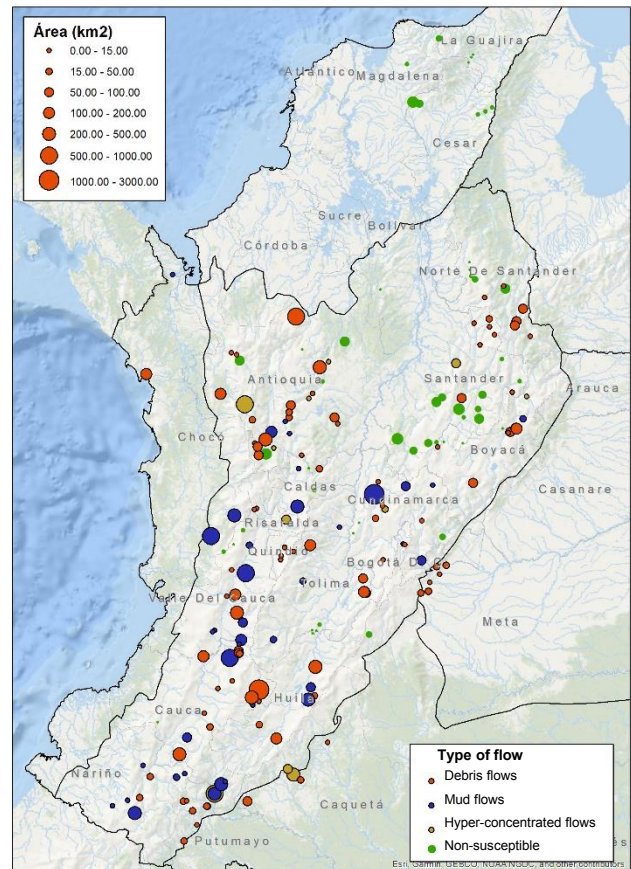 Área (km2)
0.00 - 15.00
15.00 - 50.00
50.00 - 100.00
100.00 - 200.00
200.00 - 500.00
500.00 - 1000.00
1000.00 - 3000.00
La Guajira
Atlántico
Magdalena
Cesar
Sucre
Bolívar
Córdoba
Norte De Santander
Antioquia
Santander
Arauca
Chocó
Boyacá
Caldas
Cundinamarca
Casanare
Risaralda
Quindío
Bogotá D.C.
Tolima
Valle Del Cauca
Meta
Huila
Cauca
Nariño
Caquetá
Putumayo
Type of flow
Debris flows
Mud flows
Hyper-concentrated flows
Non-susceptible
Esri, Garmin, GEBCO, NOAA NGDC, and other contributors